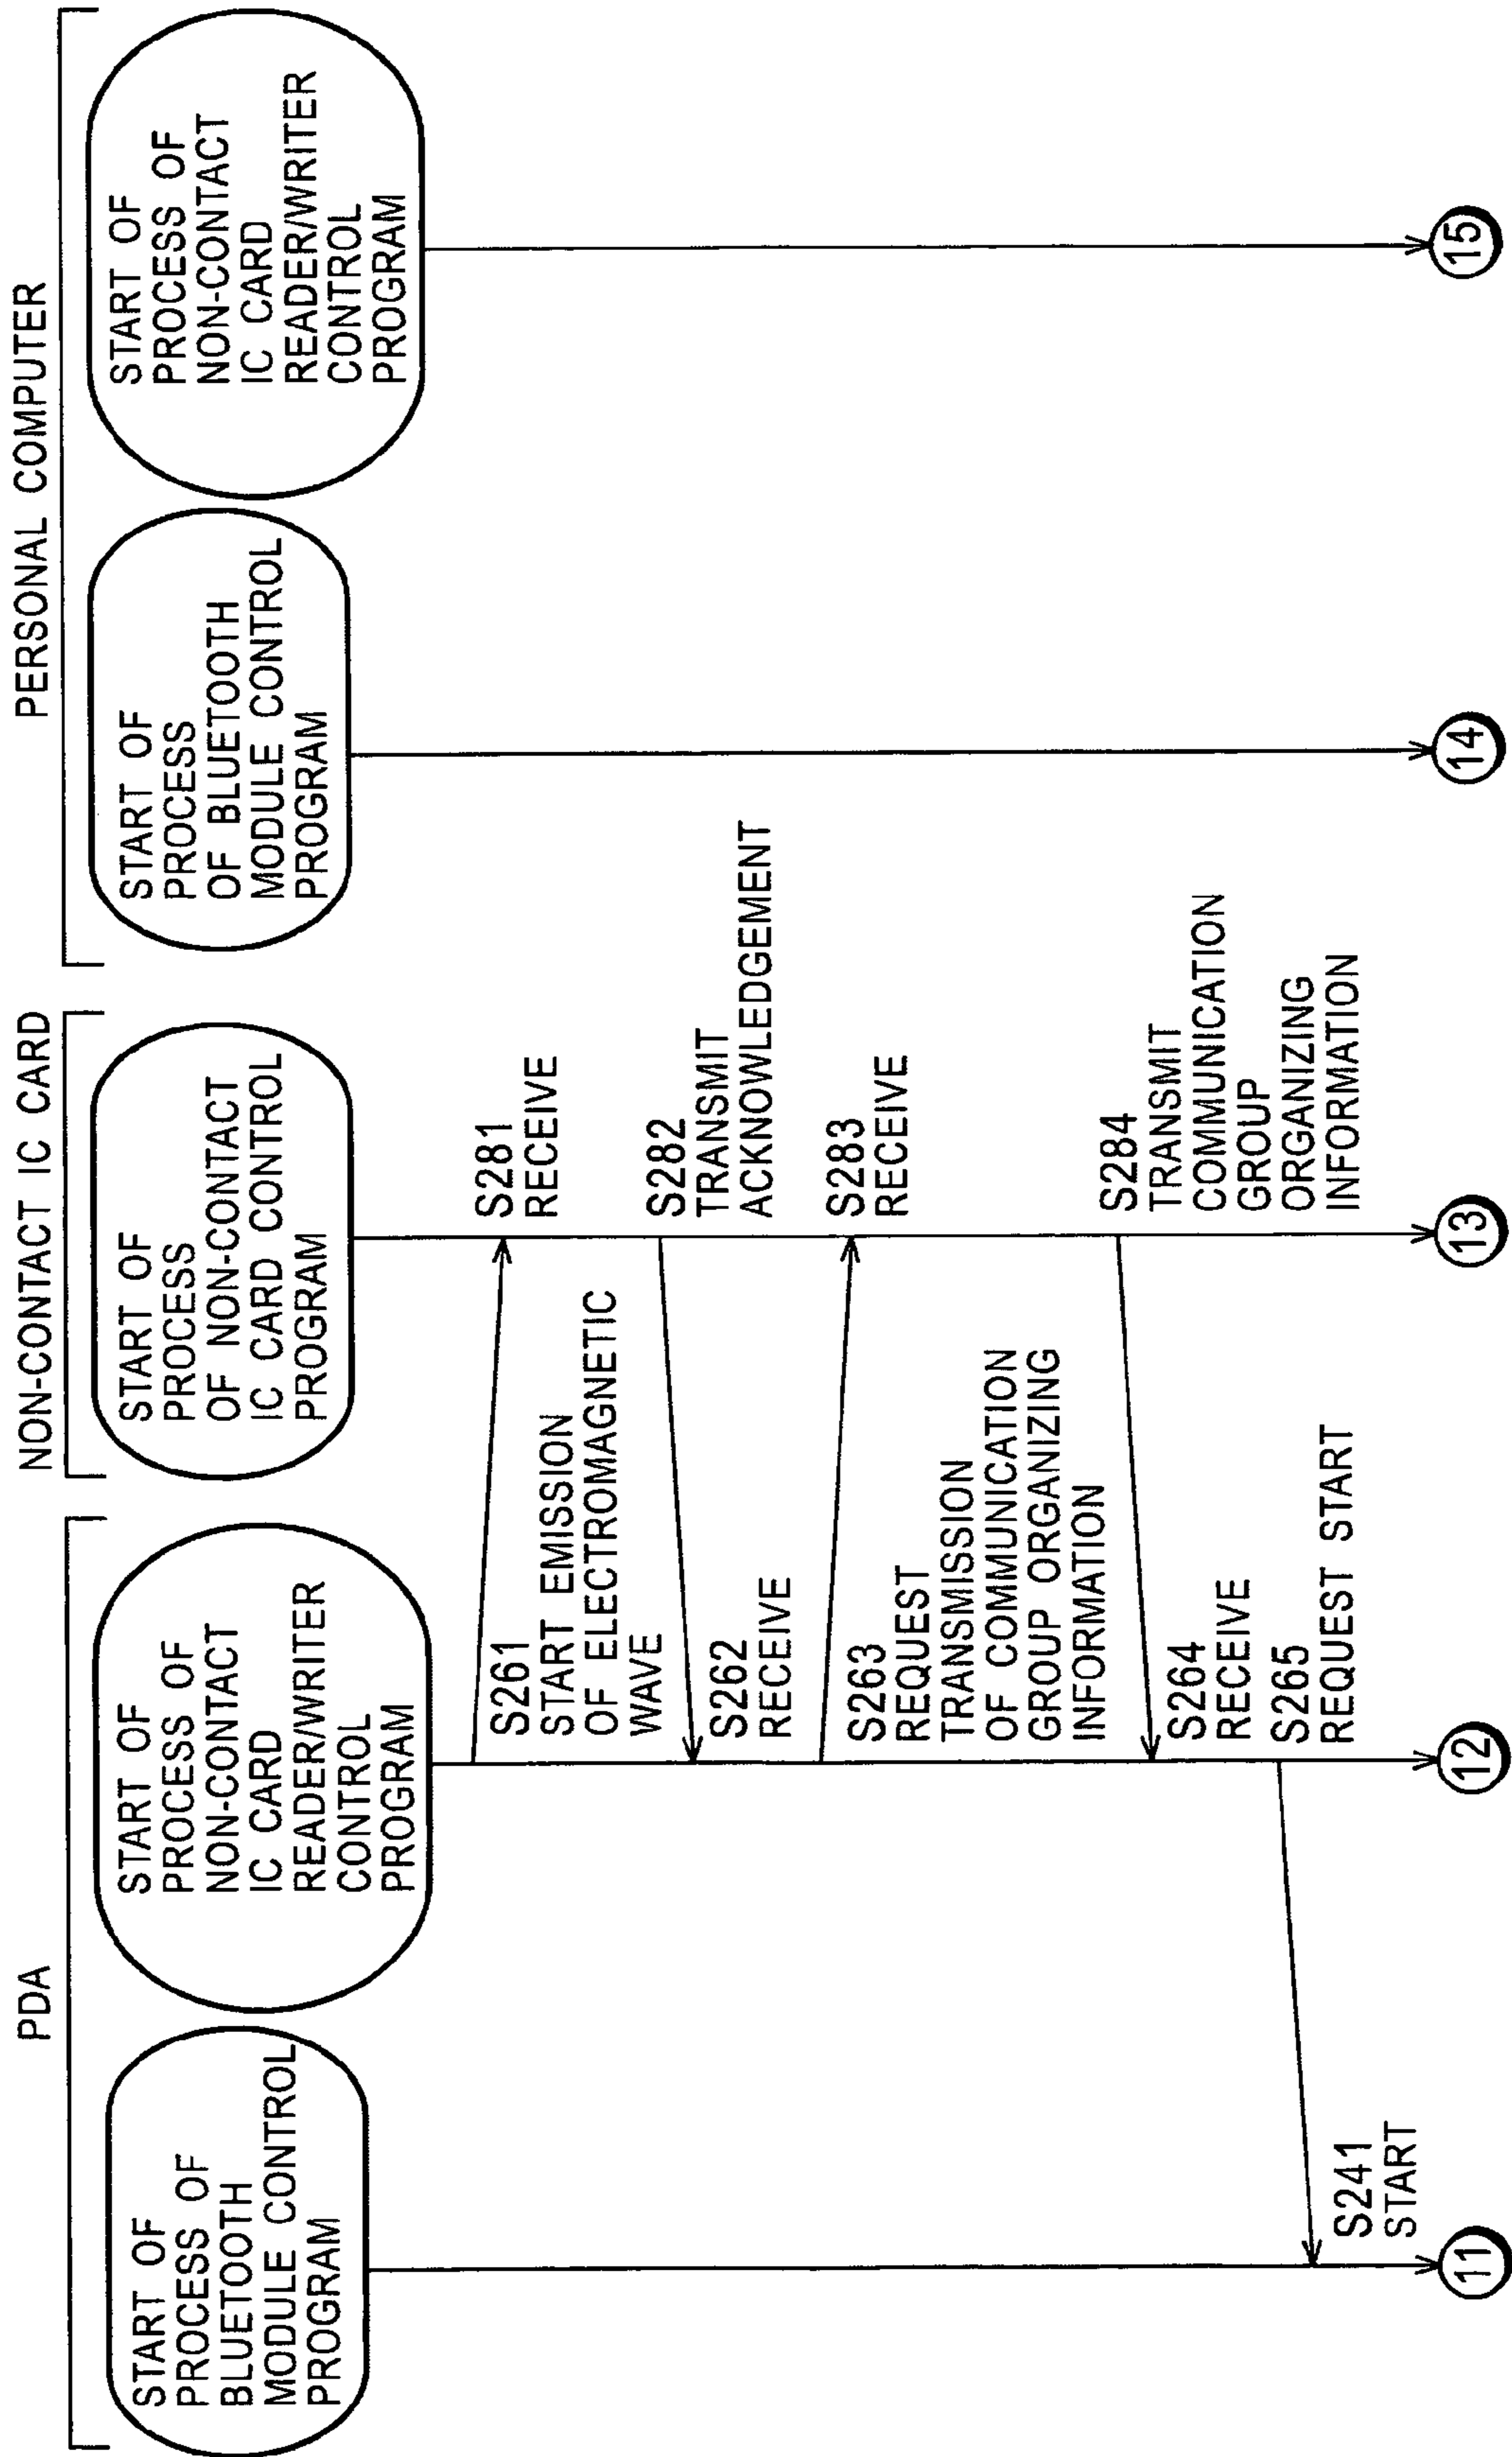 PDA
NON-CONTACT IC CARD
PERSONAL COMPUTER
START OF
PROCESS OF
BLUETOOTH
MODULE CONTROL
PROGRAM
START OF
PROCESS OF
NON-CONTACT
IC CARD
READER/WRITER
CONTROL
PROGRAM
START OF
PROCESS
OF NON-CONTACT
IC CARD CONTROL
PROGRAM
START OF
PROCESS
OF BLUETOOTH
MODULE CONTROL
PROGRAM
START OF
PROCESS OF
NON-CONTACT
IC CARD
READER/WRITER
CONTROL
PROGRAM
S261
START EMISSION
OF ELECTROMAGNETIC
WAVE
S281
RECEIVE
S282
TRANSMIT
ACKNOWLEDGEMENT
S262
RECEIVE
S263
REQUEST
TRANSMISSION
OF COMMUNICATION
GROUP ORGANIZING
INFORMATION
S283
RECEIVE
S284
TRANSMIT
COMMUNICATION
GROUP
ORGANIZING
INFORMATION
S264
RECEIVE
S265
REQUEST START
S241
START
11
12
13
14
15